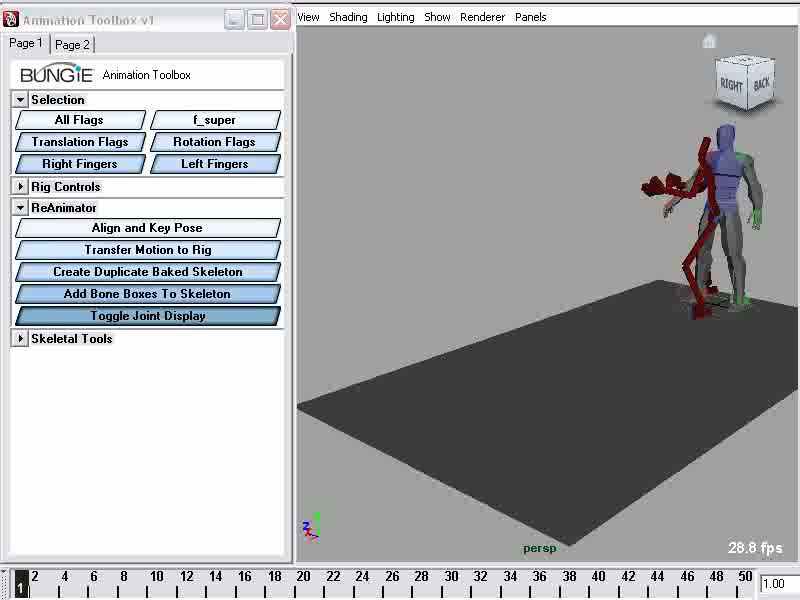 Animation Toolbox v1
View Shading Lighting Show Renderer Panels
Page 1 Page 2
BUNGiE Animation Toolbox
Selection
All Flags f_super
Translation Flags Rotation Flags
Right Fingers Left Fingers
Rig Controls
ReAnimator
Align and Key Pose
Transfer Motion to Rig
Create Duplicate Baked Skeleton
Add Bone Boxes To Skeleton
Toggle Joint Display
Skeletal Tools
RIGHT BACK
z
persp
28.8 fps
1 2 4 6 8 10 12 14 16 18 20 22 24 26 28 30 32 34 36 38 40 42 44 46 48 50
1.00